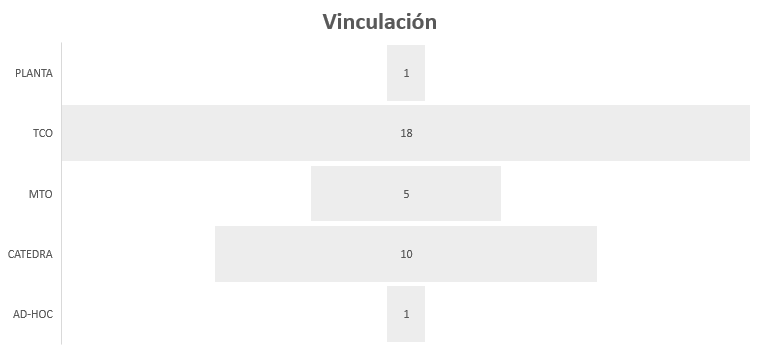 Vinculación
PLANTA 1
TCO 18
MTO 5
CATEDRA 10
AD-HOC 1